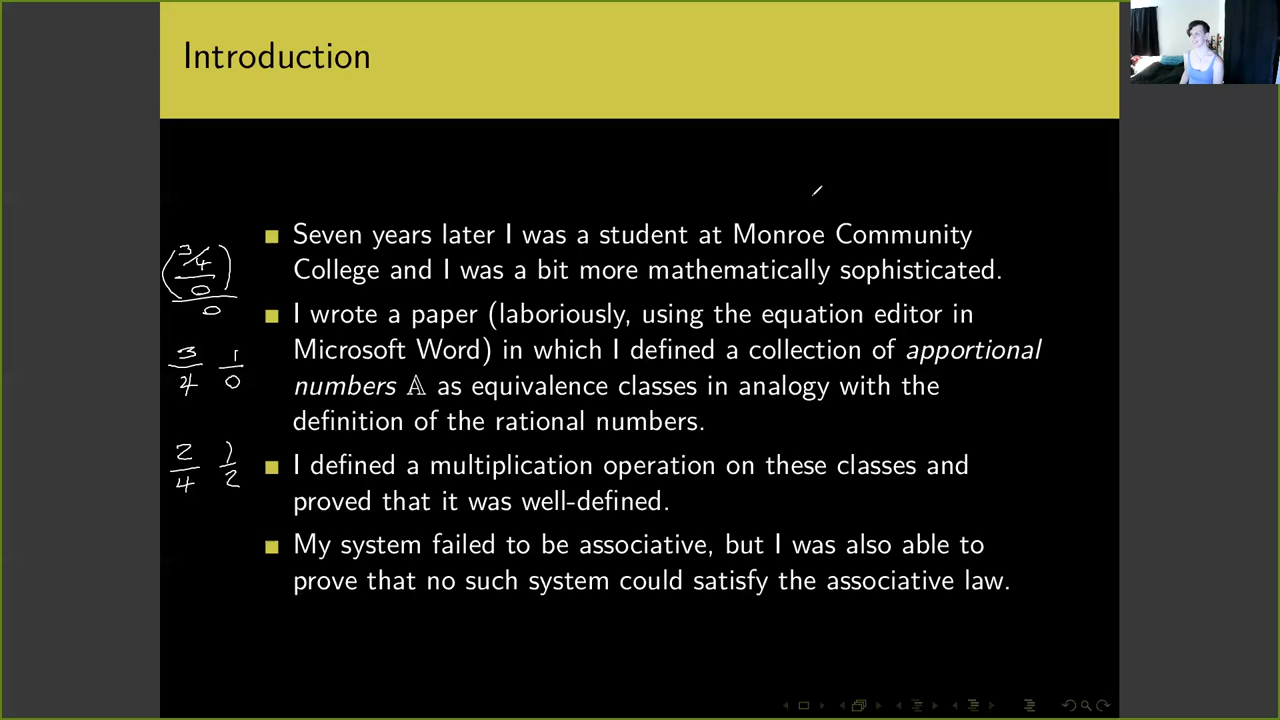 Introduction
Seven years later I was a student at Monroe Community
College and I was a bit more mathematically sophisticated.
I wrote a paper (laboriously, using the equation editor in
Microsoft Word) in which I defined a collection of apportional
numbers 𝔸 as equivalence classes in analogy with the
definition of the rational numbers.
I defined a multiplication operation on these classes and
proved that it was well-defined.
My system failed to be associative, but I was also able to
prove that no such system could satisfy the associative law.
(3/4
0)
0
3 1
4 0
2 1
4 2